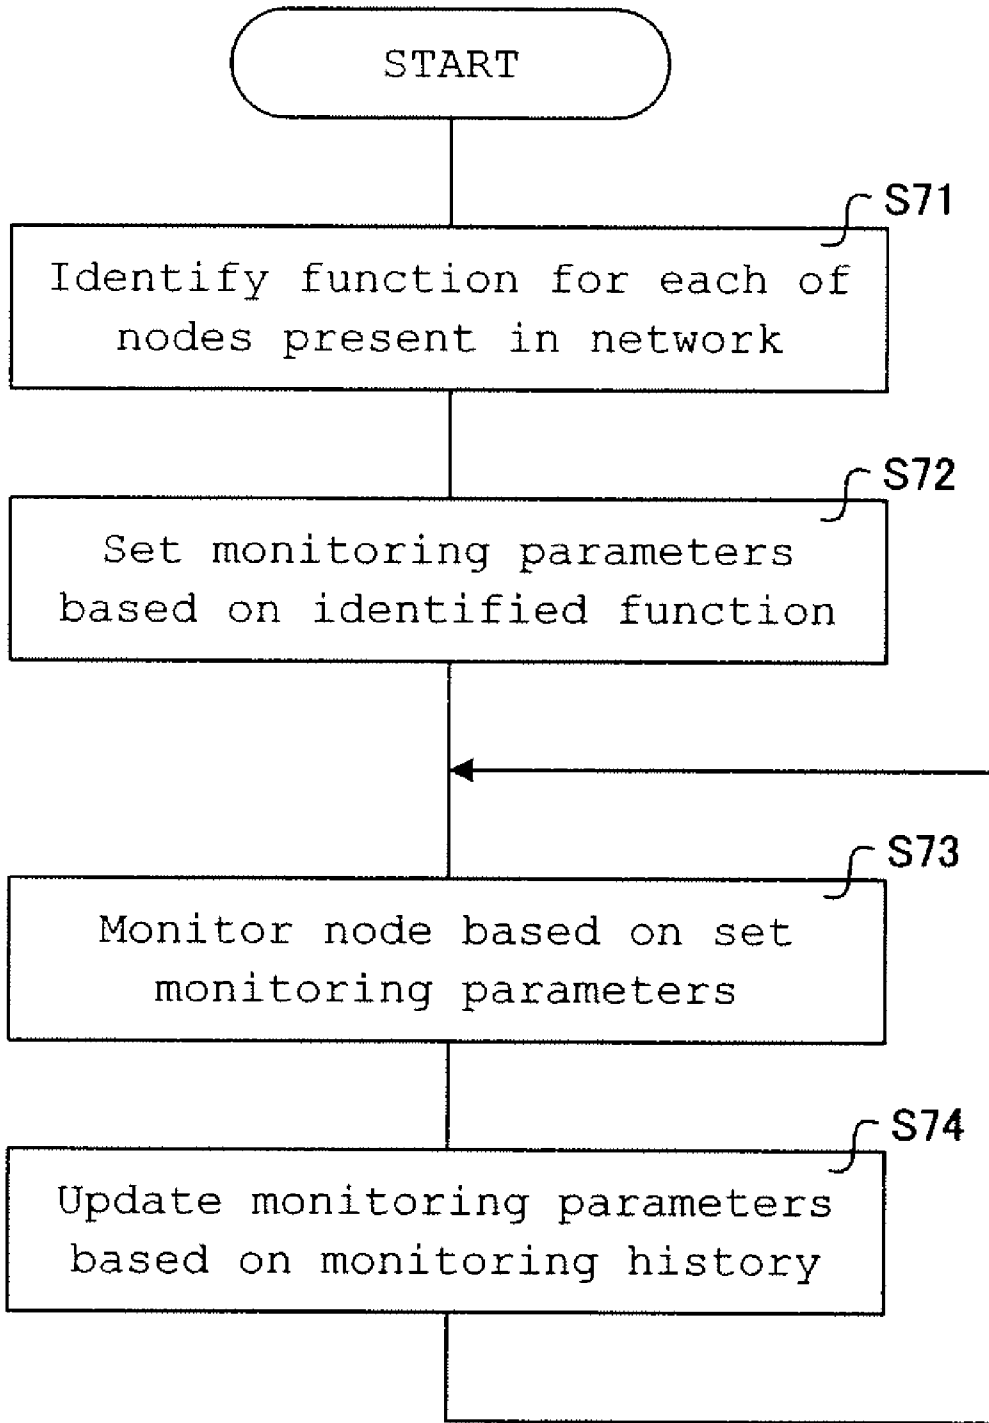 START
S71
Identify function for each of
nodes present in network
S72
Set monitoring parameters
based on identified function
S73
Monitor node based on set
monitoring parameters
S74
Update monitoring parameters
based on monitoring history